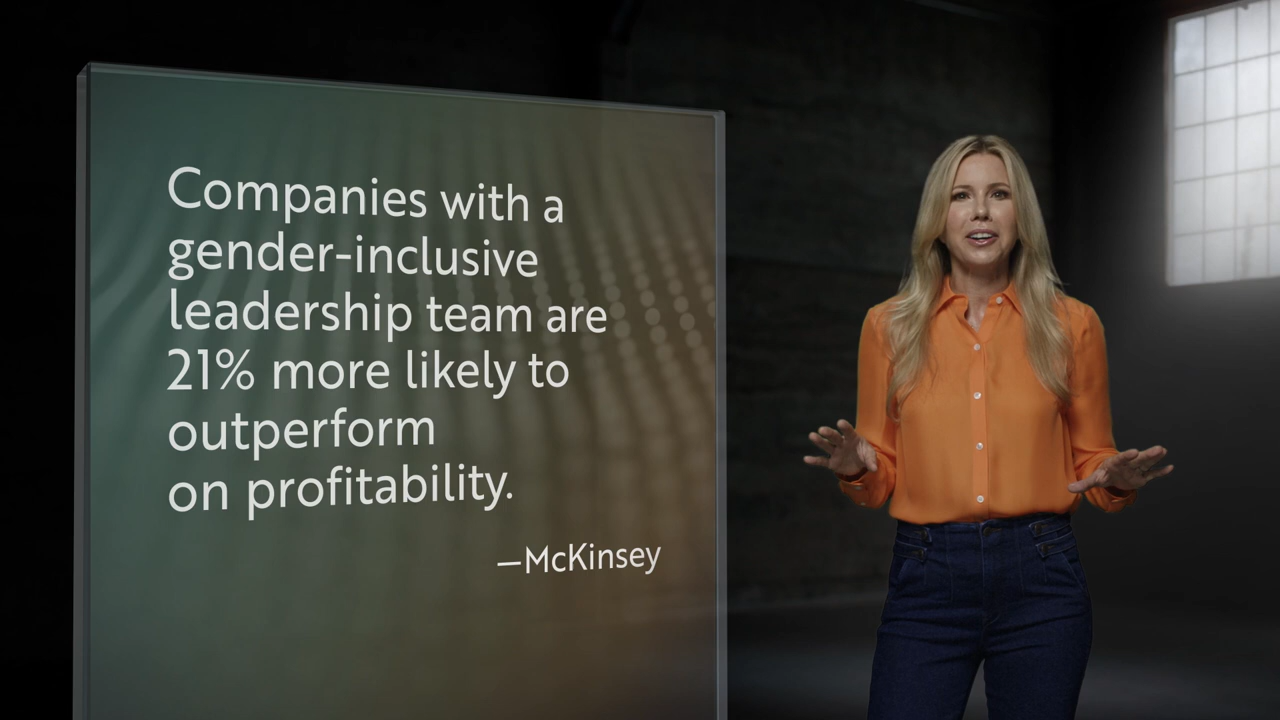 Companies with a
gender-inclusive
leadership team are
21% more likely to
outperform
on profitability.
—McKinsey